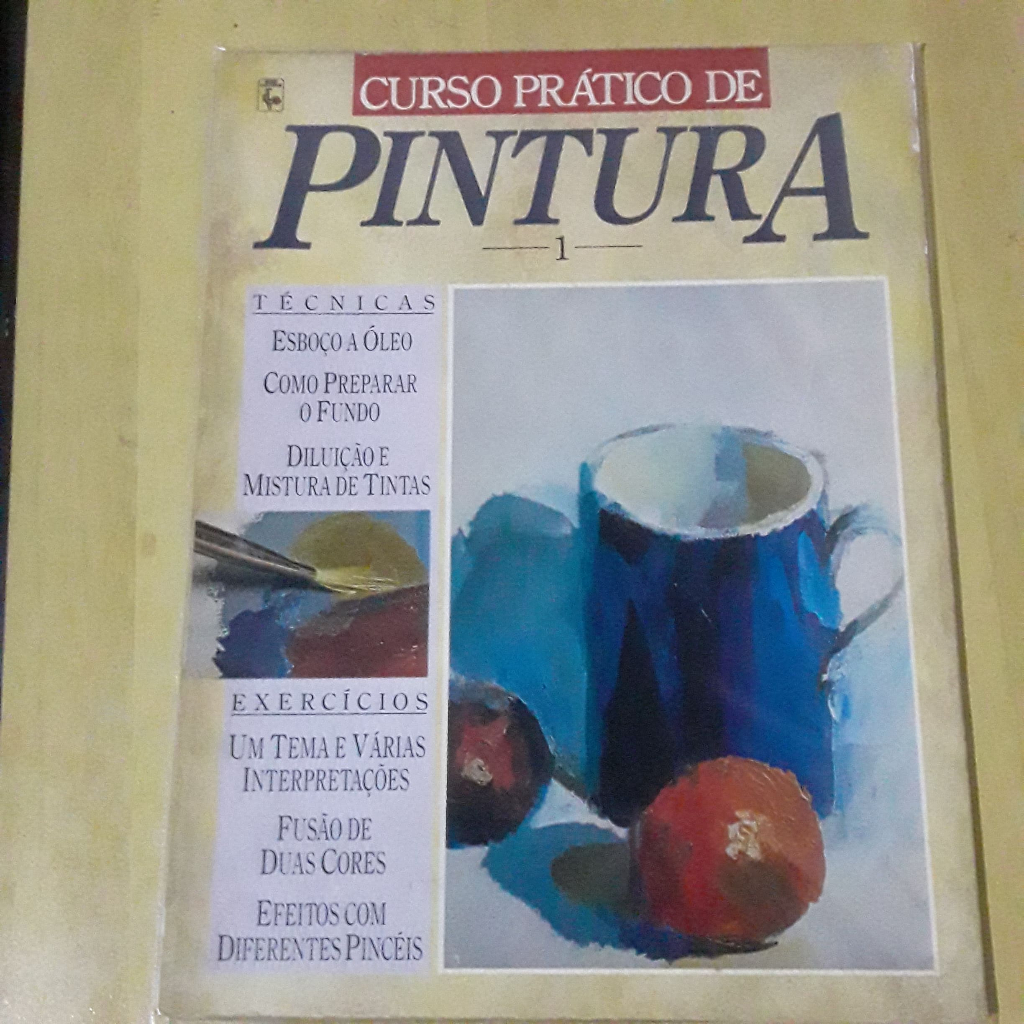 CURSO PRÁTICO DE
PINTURA
1
TÉCNICAS
ESBOÇO A ÓLEO
COMO PREPARAR
O FUNDO
DILUIÇÃO E
MISTURA DE TINTAS
EXERCÍCIOS
UM TEMA E VÁRIAS
INTERPRETAÇÕES
FUSÃO DE
DUAS CORES
EFEITOS COM
DIFERENTES PINCÉIS